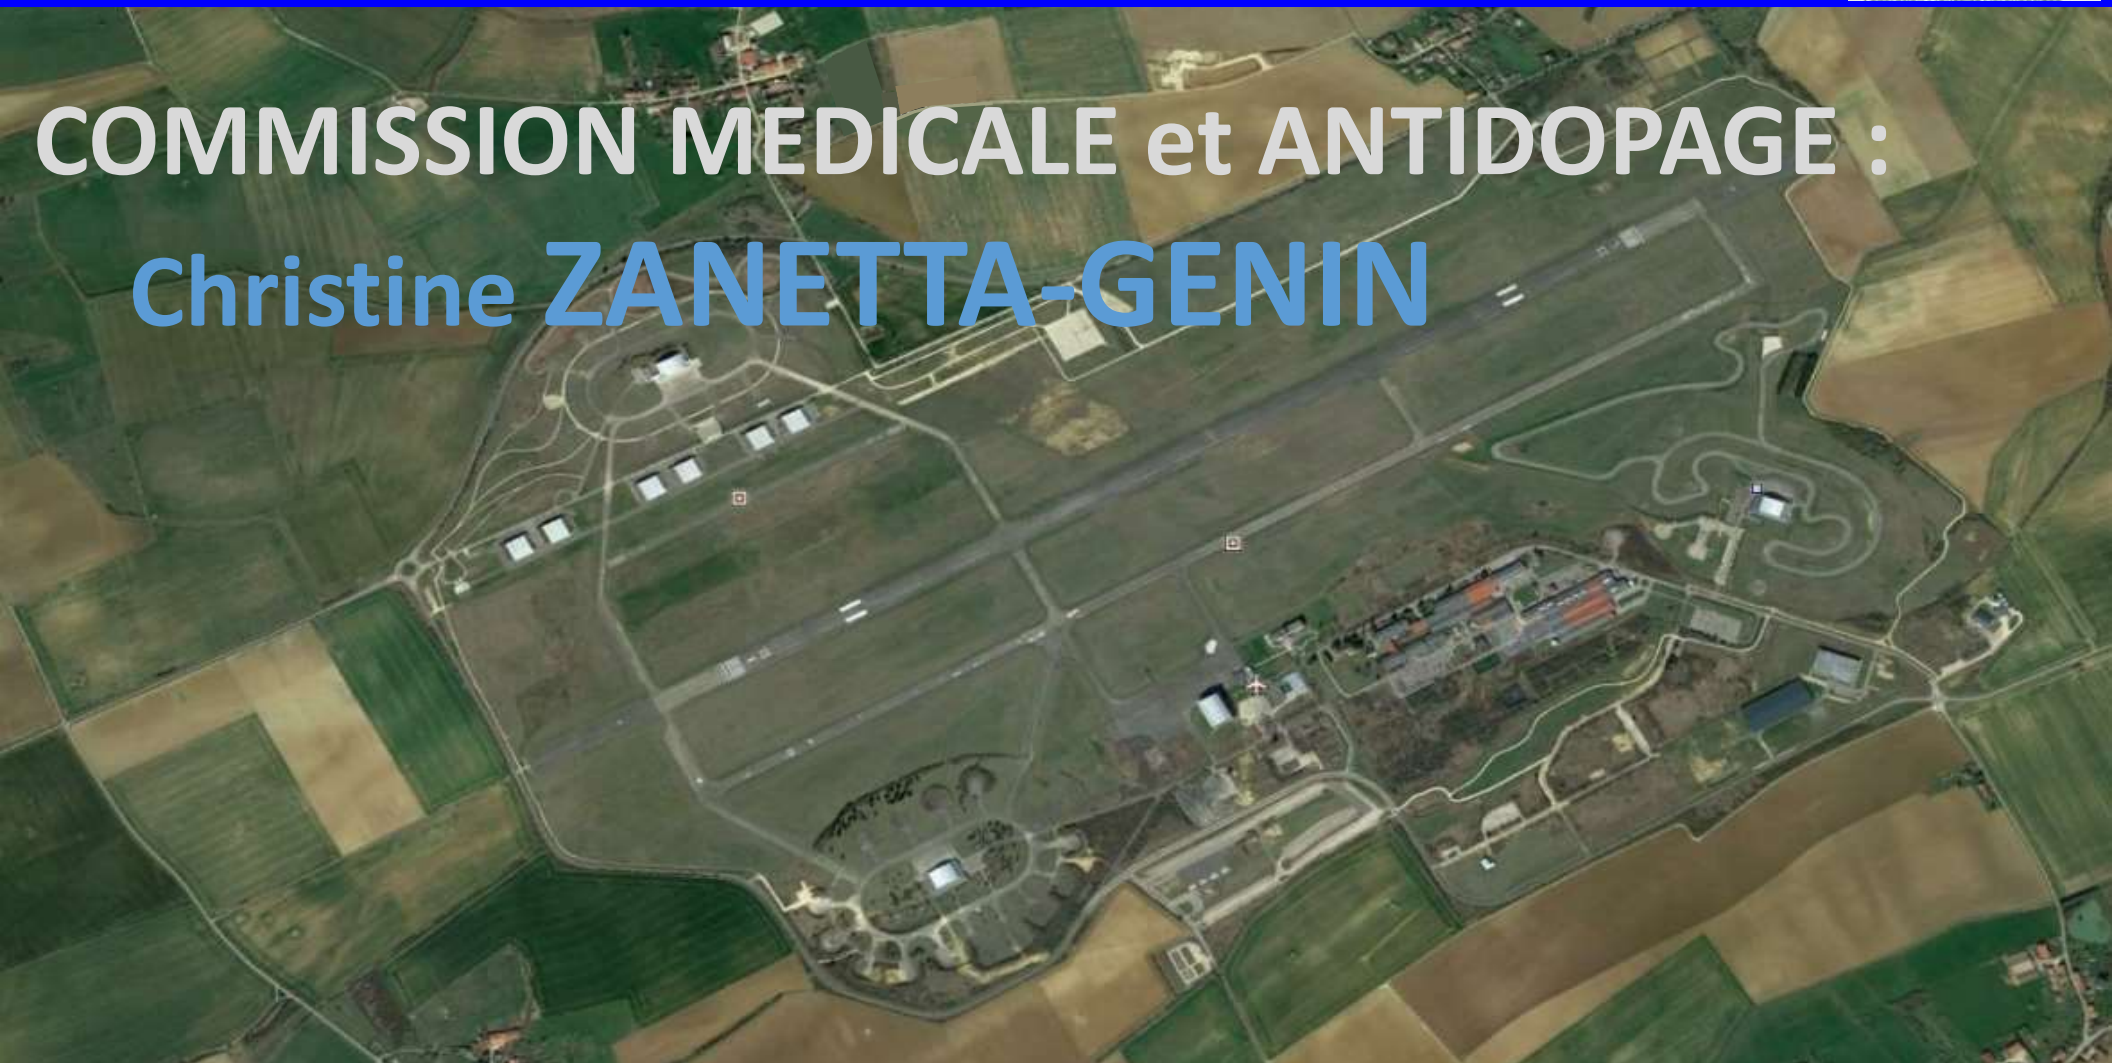 COMMISSION MEDICALE et ANTIDOPAGE :
Christine ZANETTA-GENIN